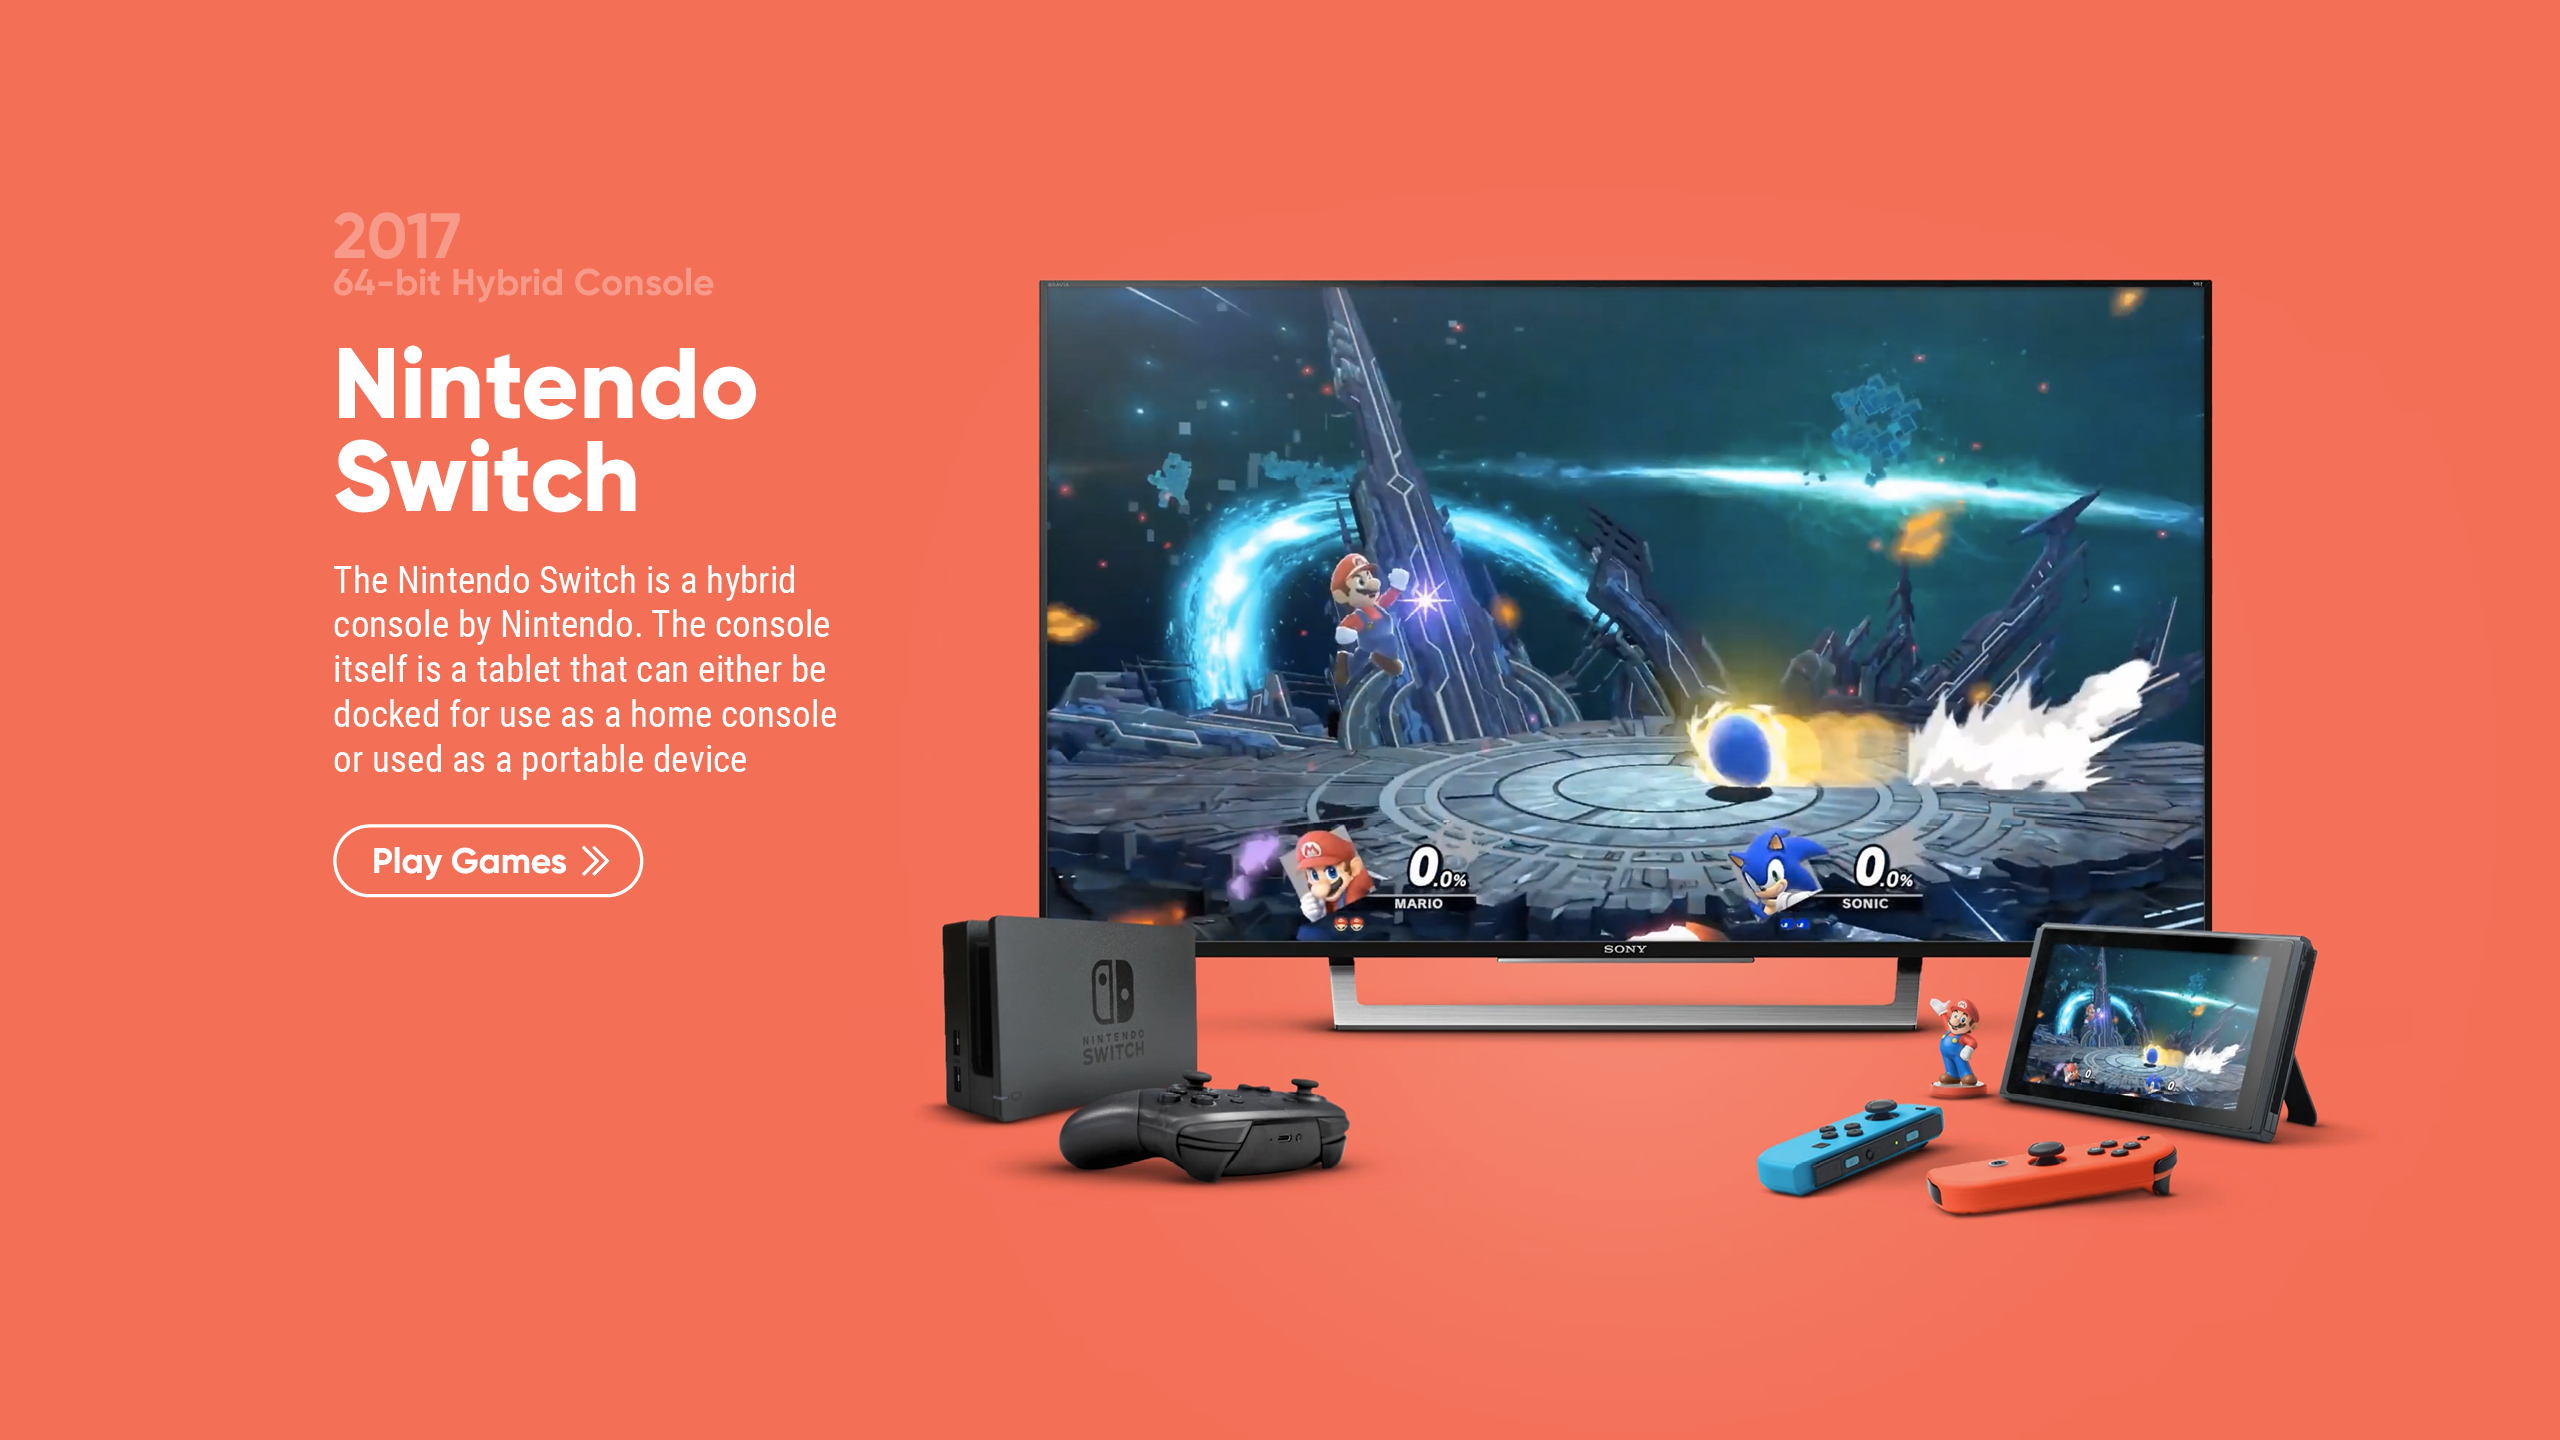 2017
64-bit Hybrid Console
Nintendo
Switch
The Nintendo Switch is a hybrid
console by Nintendo. The console
itself is a tablet that can either be
docked for use as a home console
or used as a portable device
Play Games
BRAVIA
0.0%
MARIO
0.0%
SONIC
SONY
NINTENDO
SWITCH